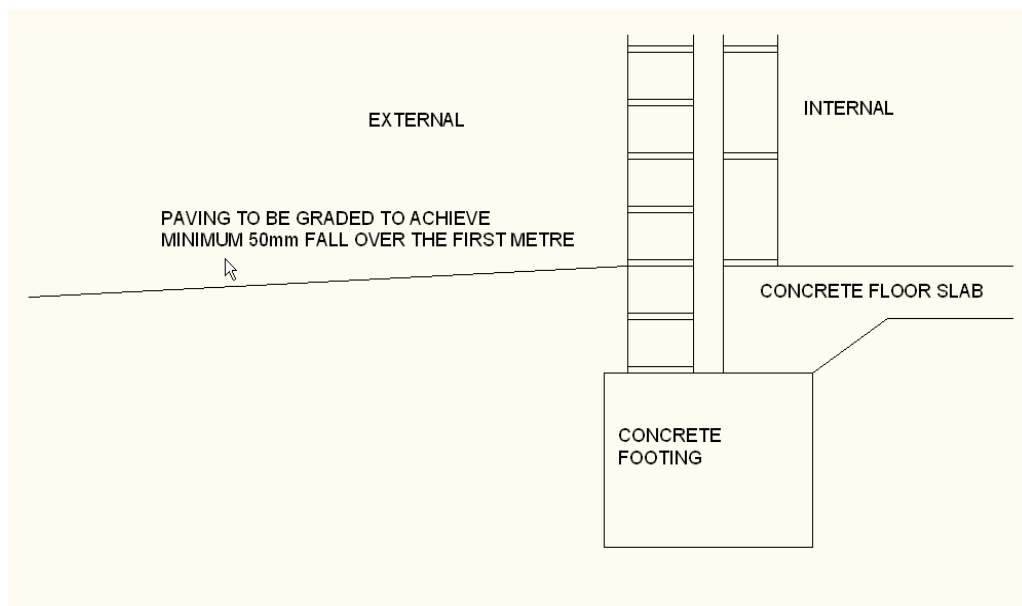 EXTERNAL
INTERNAL
PAVING TO BE GRADED TO ACHIEVE
MINIMUM 50mm FALL OVER THE FIRST METRE
CONCRETE FLOOR SLAB
CONCRETE
FOOTING